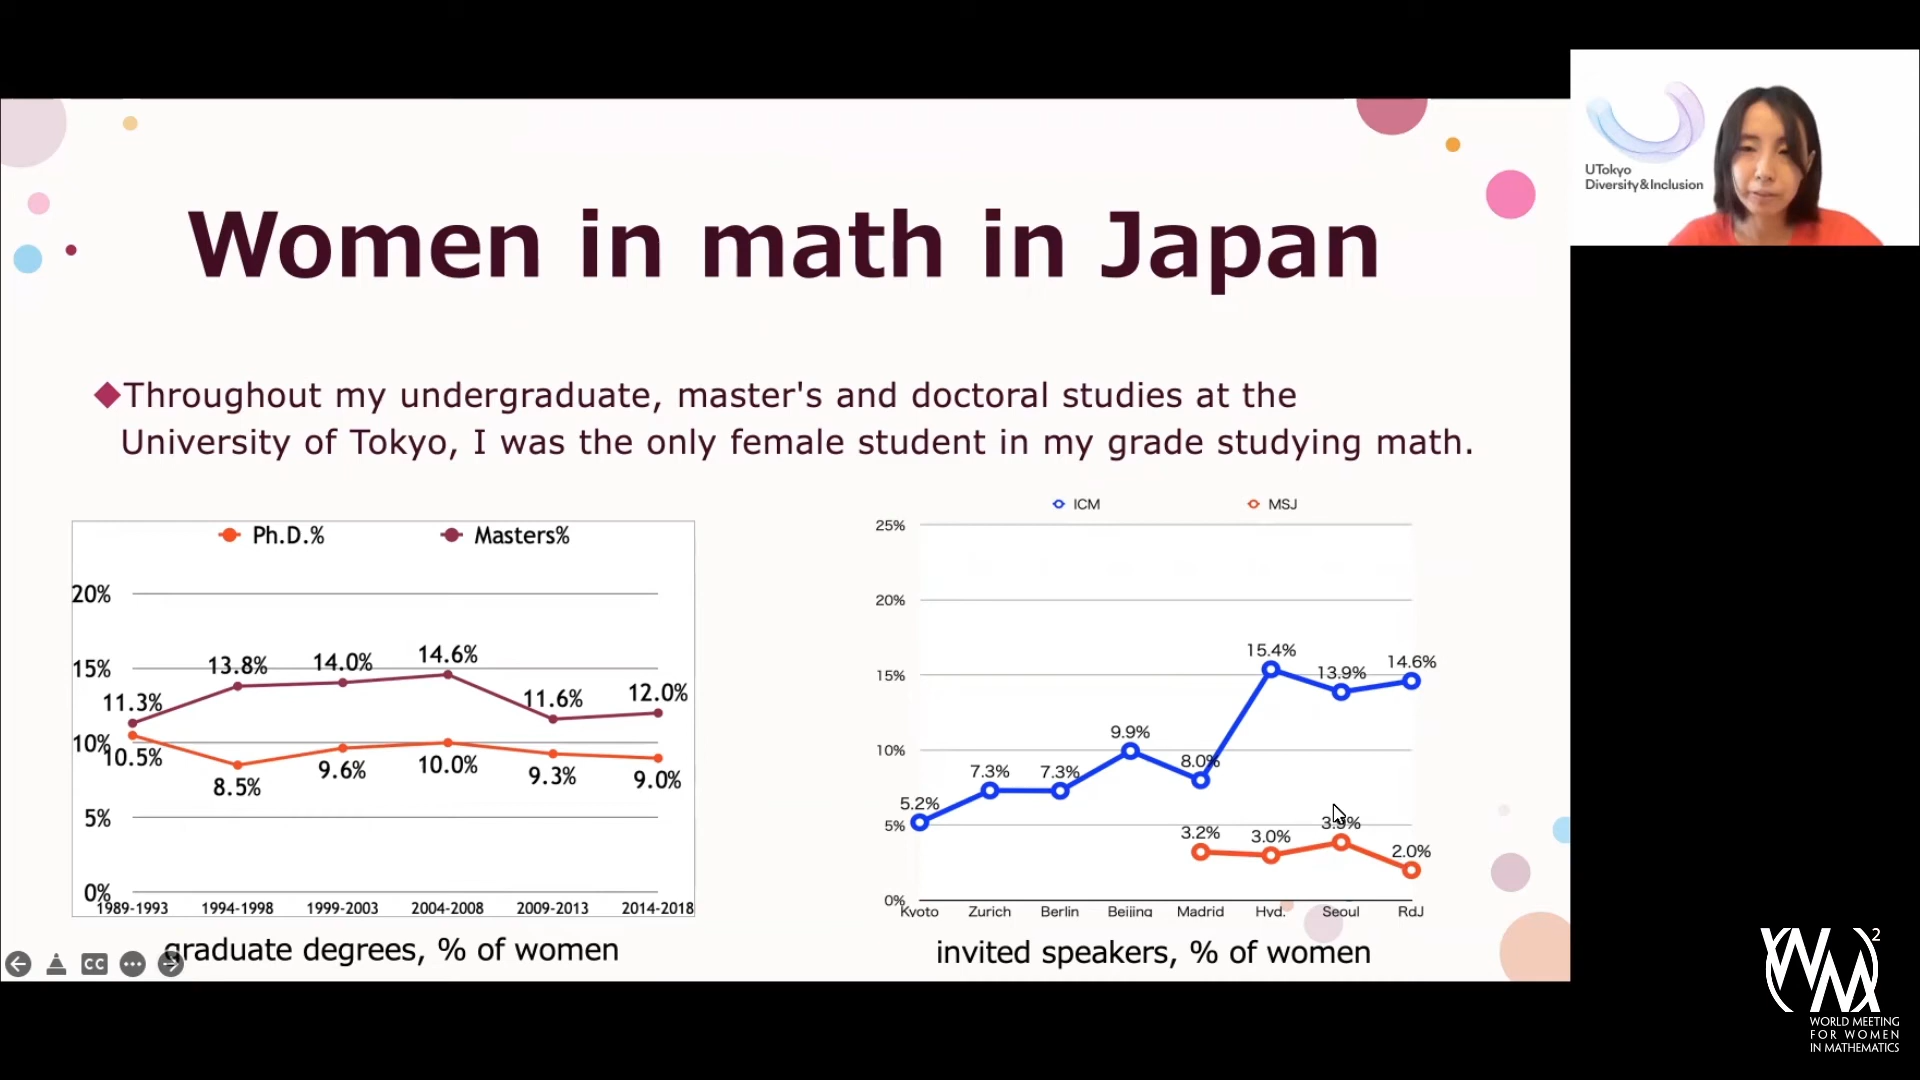 Women in math in Japan
Throughout my undergraduate, master's and doctoral studies at the
University of Tokyo, I was the only female student in my grade studying math.
Ph.D.% Masters%
20%
15%
10%
5%
0%
11.3% 13.8% 14.0% 14.6% 11.6% 12.0%
10.5% 8.5% 9.6% 10.0% 9.3% 9.0%
1989-1993 1994-1998 1999-2003 2004-2008 2009-2013 2014-2018
graduate degrees, % of women
ICM MSJ
25%
20%
15%
10%
5%
0%
5.2% 7.3% 7.3% 9.9% 8.0% 15.4% 13.9% 14.6%
3.2% 3.0% 2.0%
Kyoto Zurich Berlin Beijing Madrid Hyd. Seoul RdJ
invited speakers, % of women
CC
UTokyo
Diversity&Inclusion
WM
2
WORLD MEETING
FOR WOMEN
IN MATHEMATICS